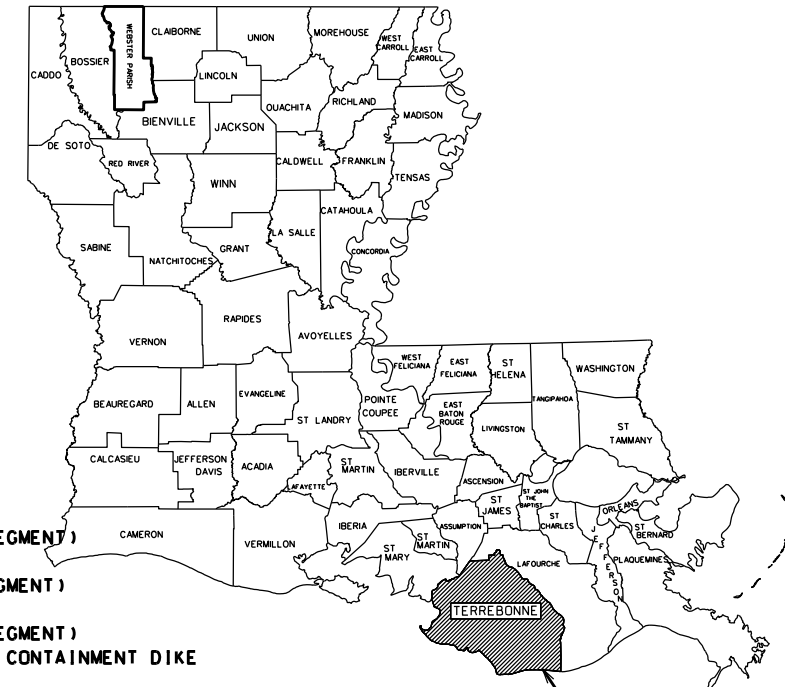 WEBSTER PARISH
CLAIBORNE
UNION
MOREHOUSE
WEST
CARROLL
EAST
CARROLL
CADDO
BOSSIER
LINCOLN
OUACHITA
RICHLAND
MADISON
BIENVILLE
JACKSON
DE SOTO
RED RIVER
CALDWELL
FRANKLIN
TENSAS
WINN
CATAHOULA
SABINE
NATCHITOCHES
GRANT
LA SALLE
CONCORDIA
VERNON
RAPIDES
AVOYELLES
WEST
FELICIANA
EAST
FELICIANA
ST
HELENA
TANGIPAHOA
WASHINGTON
BEAUREGARD
ALLEN
EVANGELINE
ST LANDRY
POINTE
COUPEE
EAST
BATON
ROUGE
LIVINGSTON
ST
TAMMANY
CALCASIEU
JEFFERSON
DAVIS
ACADIA
LAFAYETTE
ST
MARTIN
IBERVILLE
ASCENSION
ST JOHN
THE
BAPTIST
ST
JAMES
ST
CHARLES
ORLEANS
ST
BERNARD
JEFFERSON
PLAQUEMINES
CAMERON
VERMILLON
IBERIA
ST
MARY
ST
MARTIN
ASSUMPTION
LAFOURCHE
TERREBONNE
EGMENT)
GMENT)
EGMENT)
CONTAINMENT DIKE